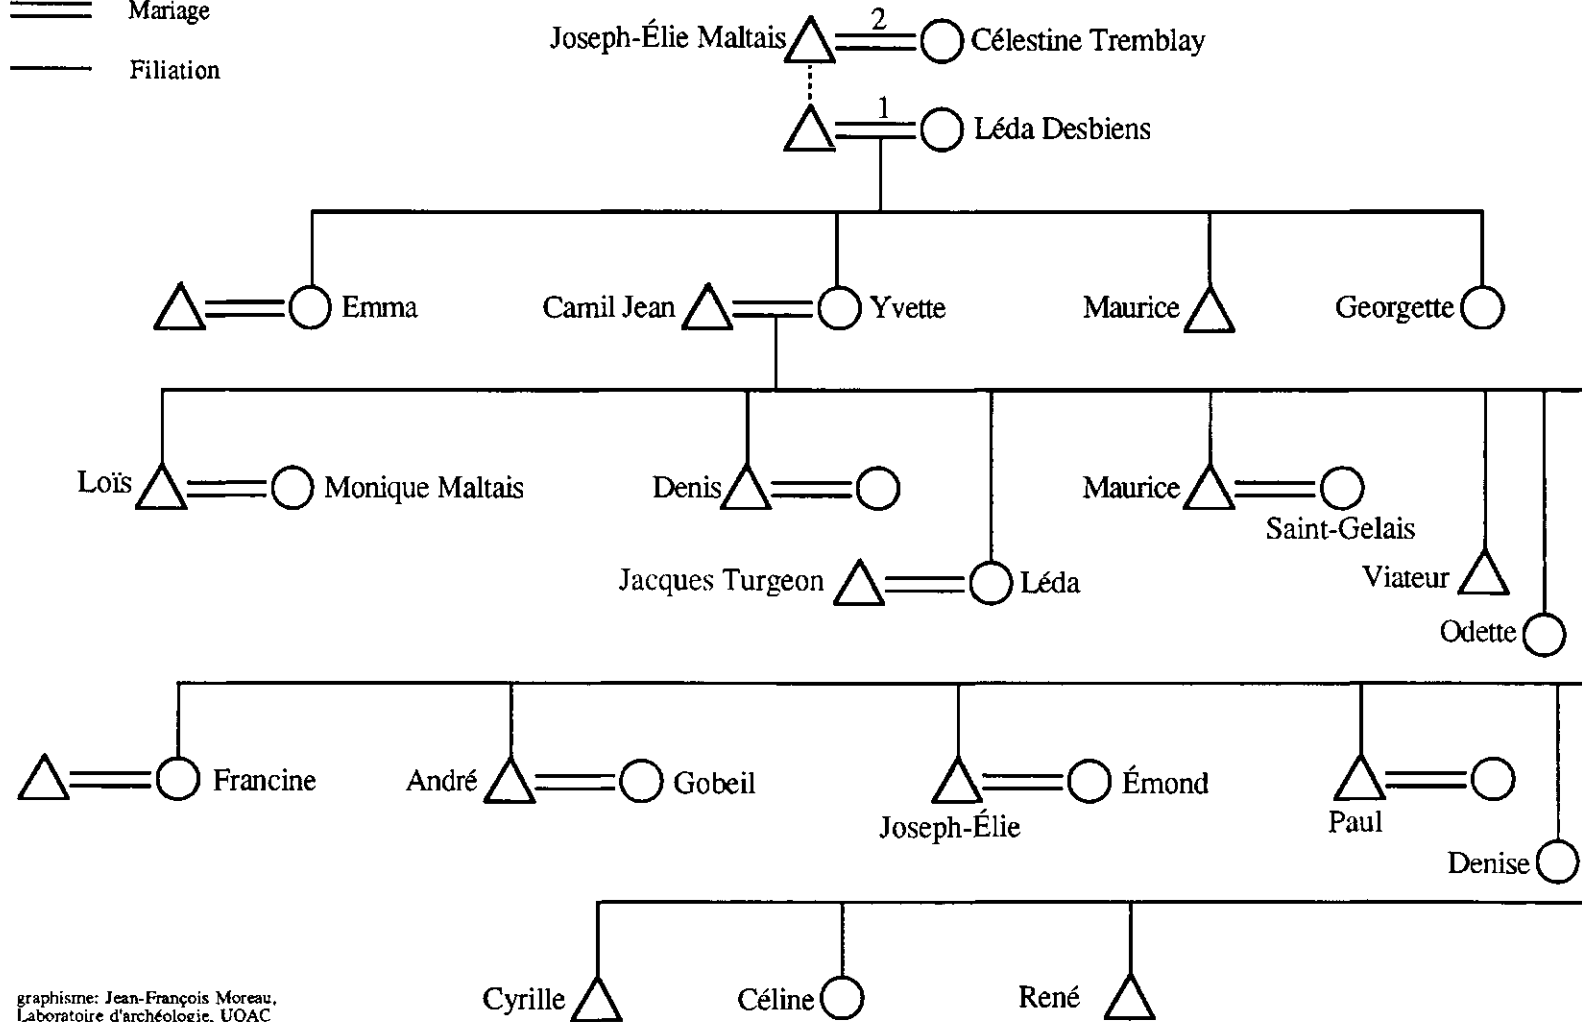 Mariage
Filiation
Joseph-Élie Maltais 2 Célestine Tremblay
1 Léda Desbiens
Emma Camil Jean Yvette Maurice Georgette
Loïs Monique Maltais Denis Maurice
Saint-Gelais
Jacques Turgeon Léda Viateur
Odette
Francine André Gobeil Émond
Joseph-Élie Paul
Denise
Cyrille Céline René
graphisme: Jean-François Moreau,
Laboratoire d'archéologie, UQAC